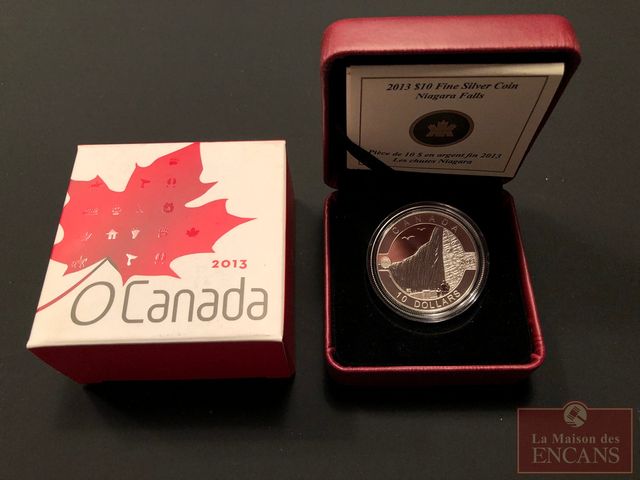 2013
O Canada
2013 $10 Fine Silver Coin
Niagara Falls
Pièce de 10 $ en argent fin 2013
Les chutes Niagara
CANADA
10 DOLLARS
La Maison des
ENCANS